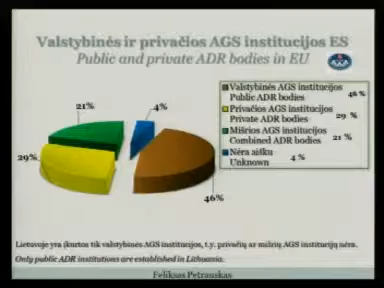 Valstybinės ir privačios AGS institucijos ES
Public and private ADR bodies in EU
21%
4%
29%
46%
Valstybinės AGS institucijos
Public ADR bodies 46 %
Privačios AGS institucijos
Private ADR bodies 29 %
Mišrios AGS institucijos
Combined ADR bodies 21 %
Nėra aišku
Unknown 4 %
Lietuvoje yra įkurtos tik valstybinės AGS institucijos, t.y. privačių ar mišrių AGS institucijų nėra.
Only public ADR institutions are established in Lithuania.
Feliksas Petrauskas